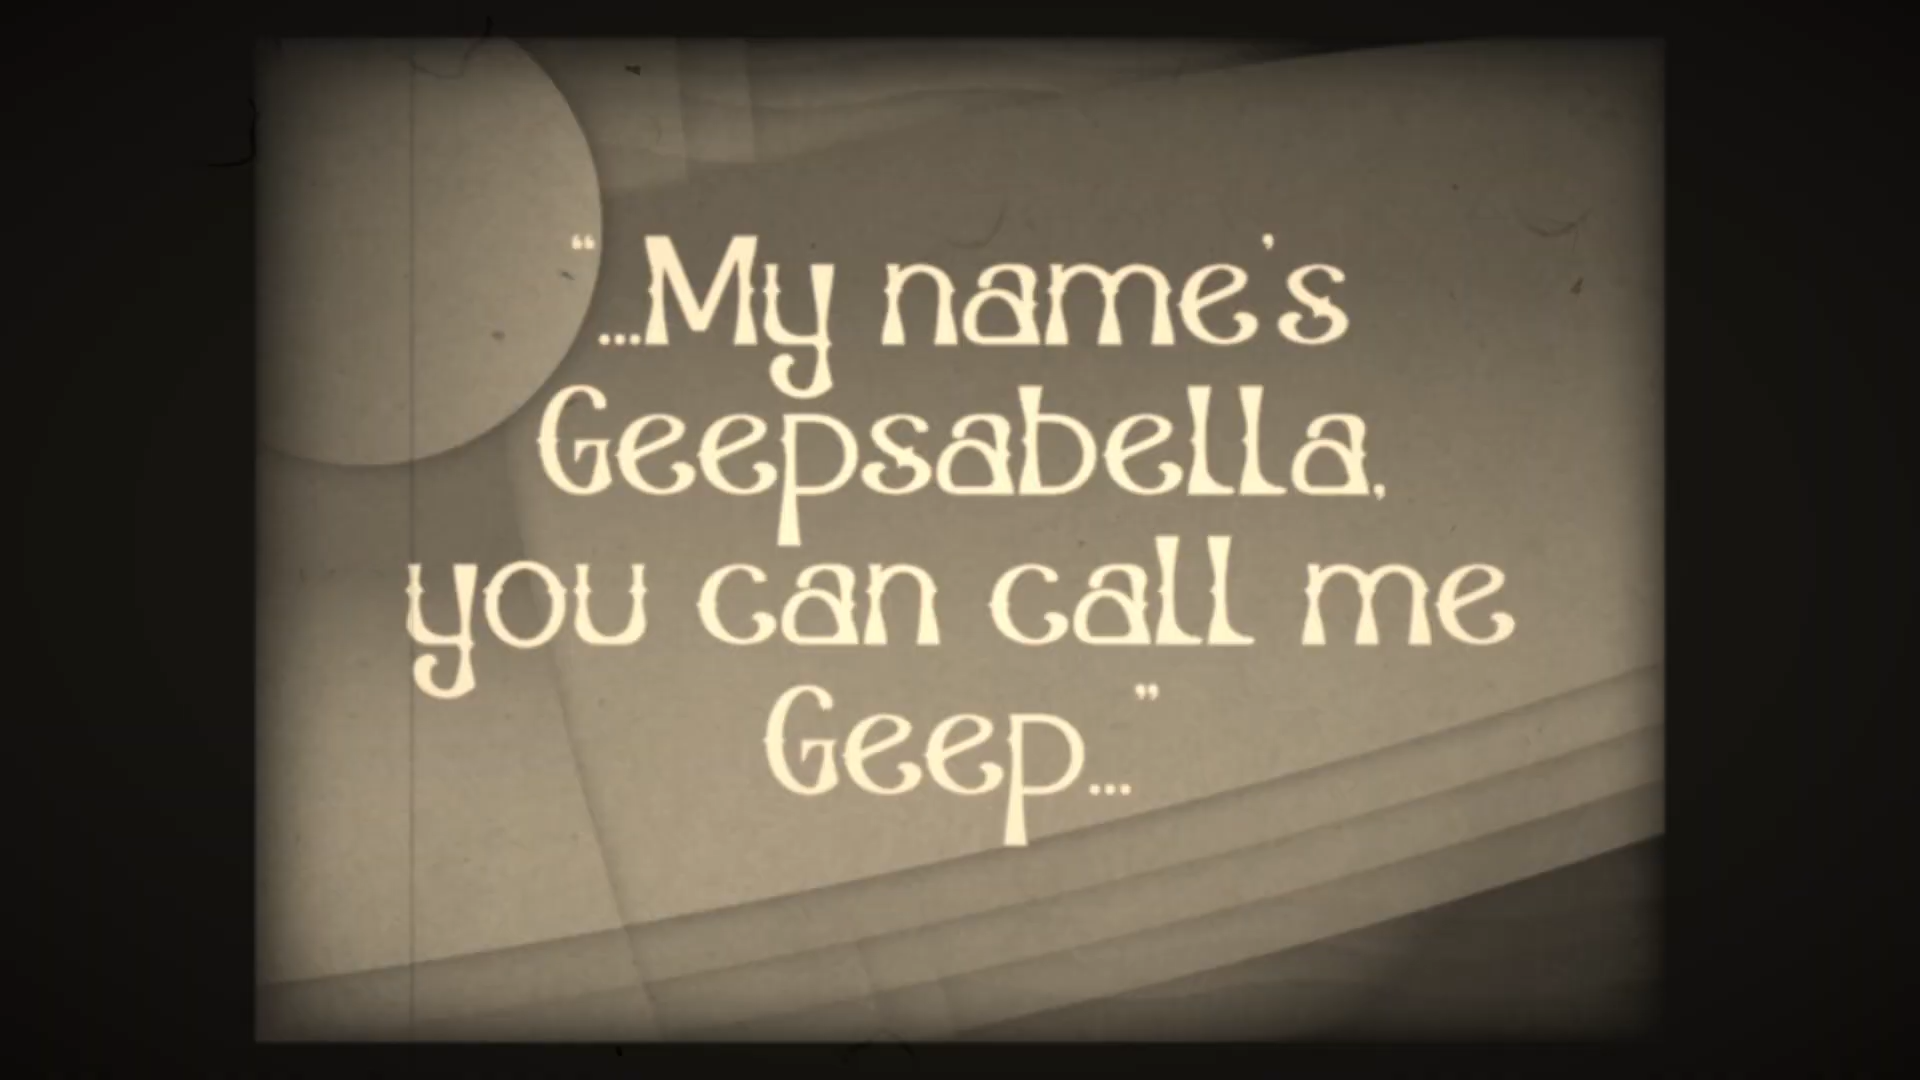 “...My name’s
Geepsabella,
you can call me
Geep...”